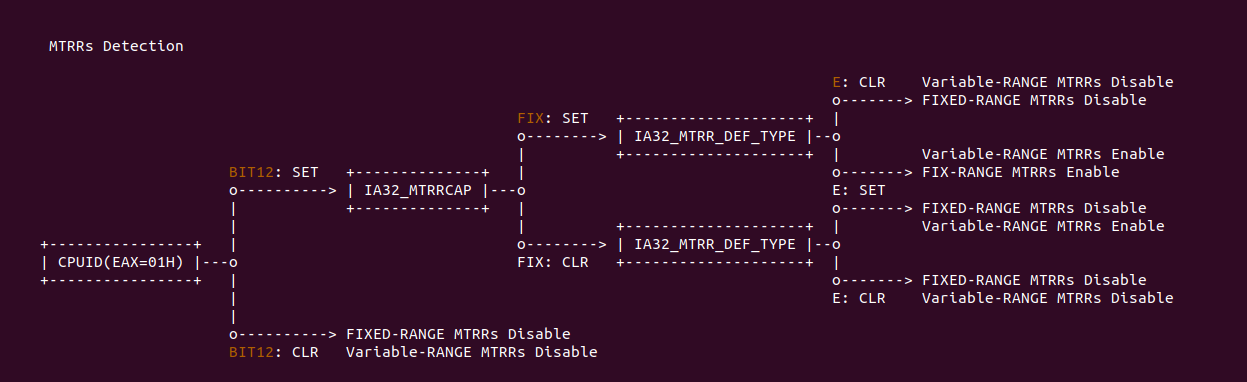 MTRRs Detection
E: CLR    Variable-RANGE MTRRs Disable
o-------> FIXED-RANGE MTRRs Disable
FIX: SET   +--------------------+  |
o--------> | IA32_MTRR_DEF_TYPE |--o
|          +--------------------+  |         Variable-RANGE MTRRs Enable
BIT12: SET   +--------------+   |                                  o-------> FIX-RANGE MTRRs Enable
o----------> | IA32_MTRRCAP |---o                                  E: SET
|            +--------------+   |                                  o-------> FIXED-RANGE MTRRs Disable
|                               |          +--------------------+  |         Variable-RANGE MTRRs Enable
+----------------+   |                               o--------> | IA32_MTRR_DEF_TYPE |--o
| CPUID(EAX=01H) |---o                               FIX: CLR   +--------------------+  |
+----------------+   |                                                                  o-------> FIXED-RANGE MTRRs Disable
|                                                                  E: CLR    Variable-RANGE MTRRs Disable
|
o----------> FIXED-RANGE MTRRs Disable
BIT12: CLR   Variable-RANGE MTRRs Disable